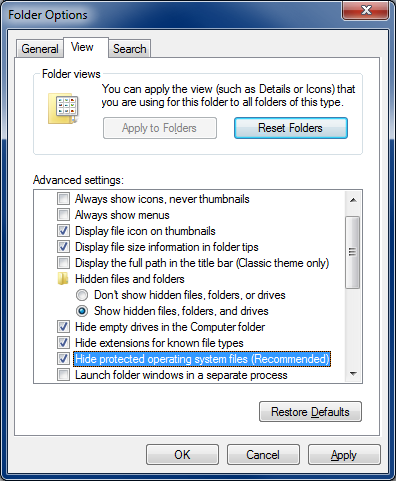 Folder Options
General
View
Search
Folder views
You can apply the view (such as Details or Icons) that
you are using for this folder to all folders of this type.
Apply to Folders
Reset Folders
Advanced settings:
Always show icons, never thumbnails
Always show menus
Display file icon on thumbnails
Display file size information in folder tips
Display the full path in the title bar (Classic theme only)
Hidden files and folders
Don't show hidden files, folders, or drives
Show hidden files, folders, and drives
Hide empty drives in the Computer folder
Hide extensions for known file types
Hide protected operating system files (Recommended)
Launch folder windows in a separate process
Restore Defaults
OK
Cancel
Apply